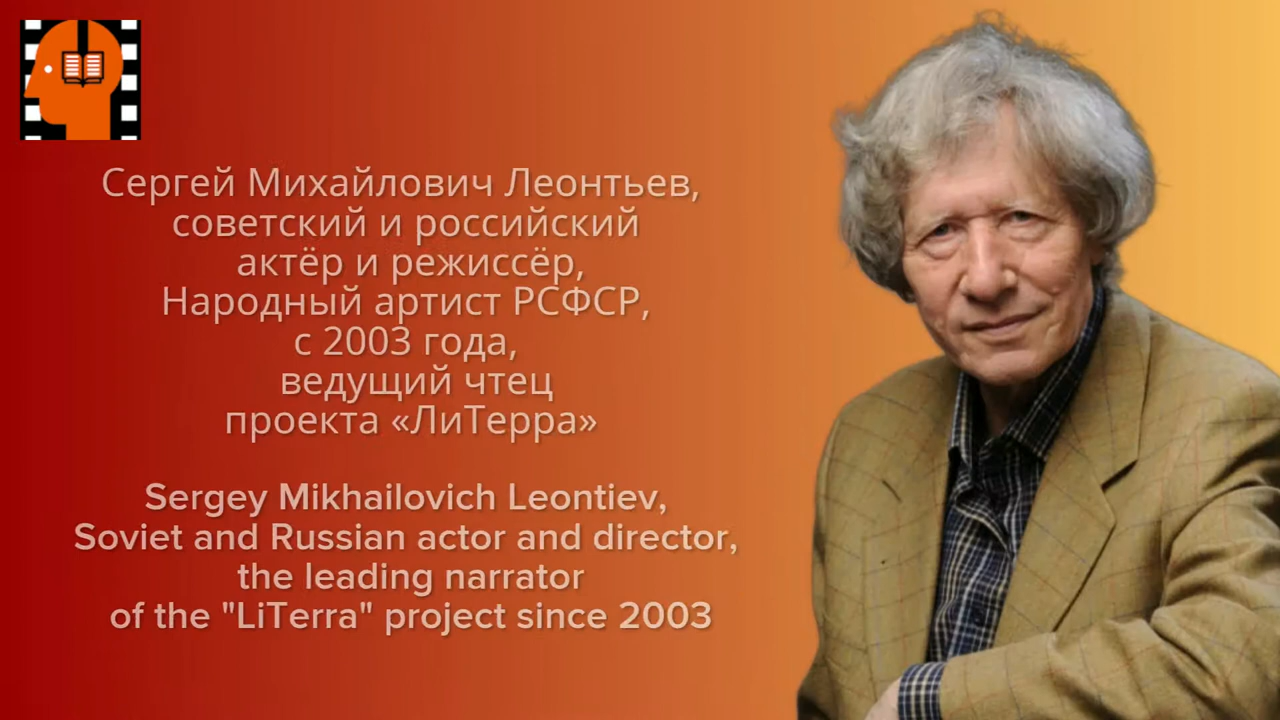 Сергей Михайлович Леонтьев,
советский и российский
актёр и режиссёр,
Народный артист РСФСР,
с 2003 года,
ведущий чтец
проекта «ЛиТерра»
Sergey Mikhailovich Leontiev,
Soviet and Russian actor and director,
the leading narrator
of the "LiTerra" project since 2003